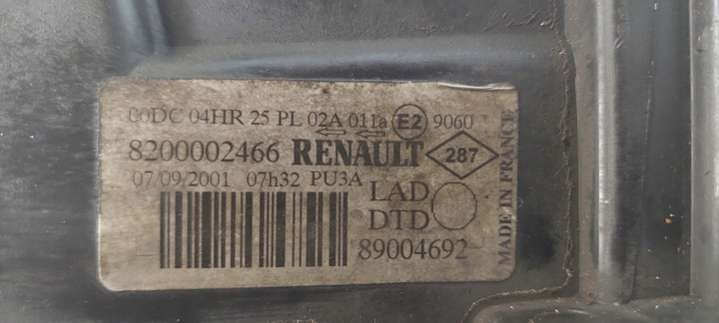 00DC 04HR 25 PL 02A 011a E2 9060
8200002466 RENAULT 287
07/09/2001 07h32 PU3A
LAD
DTD
89004692
MADE IN FRANCE